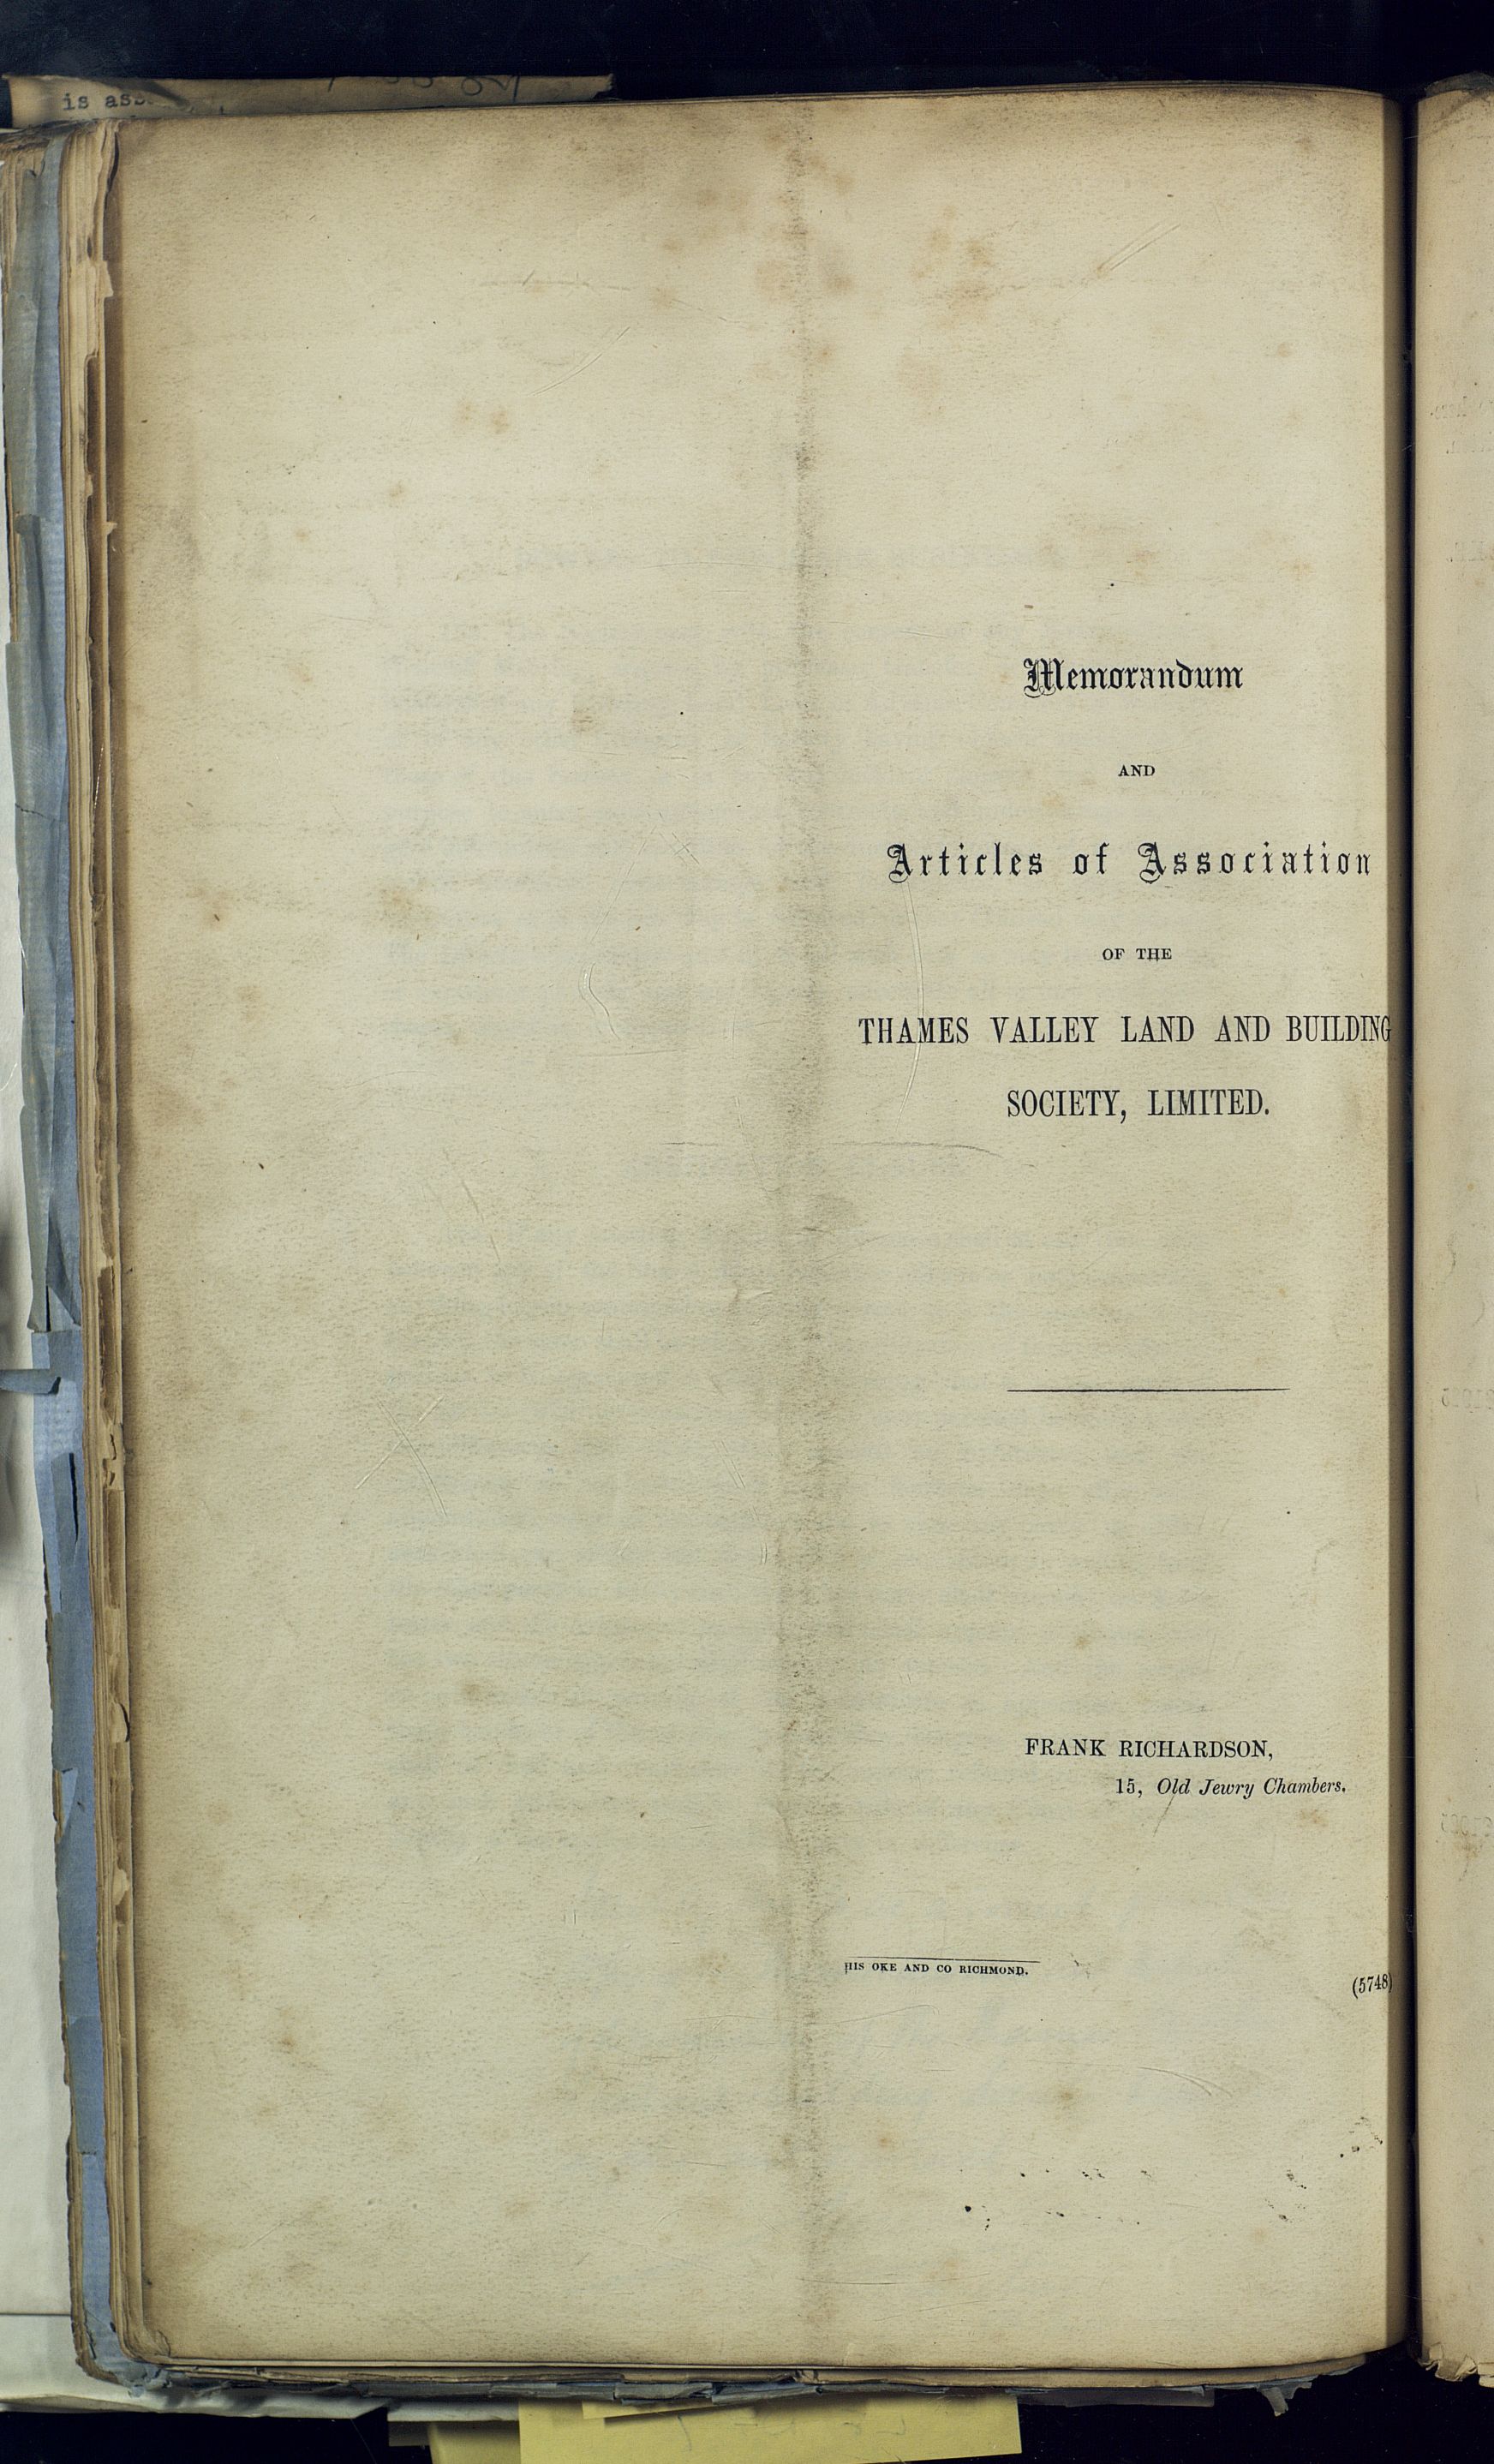 is ass
Memorandum
AND
Articles of Association
OF THE
THAMES VALLEY LAND AND BUILDING
SOCIETY, LIMITED.
FRANK RICHARDSON,
15, Old Jewry Chambers.
HIS OKE AND CO RICHMOND.
(5748)